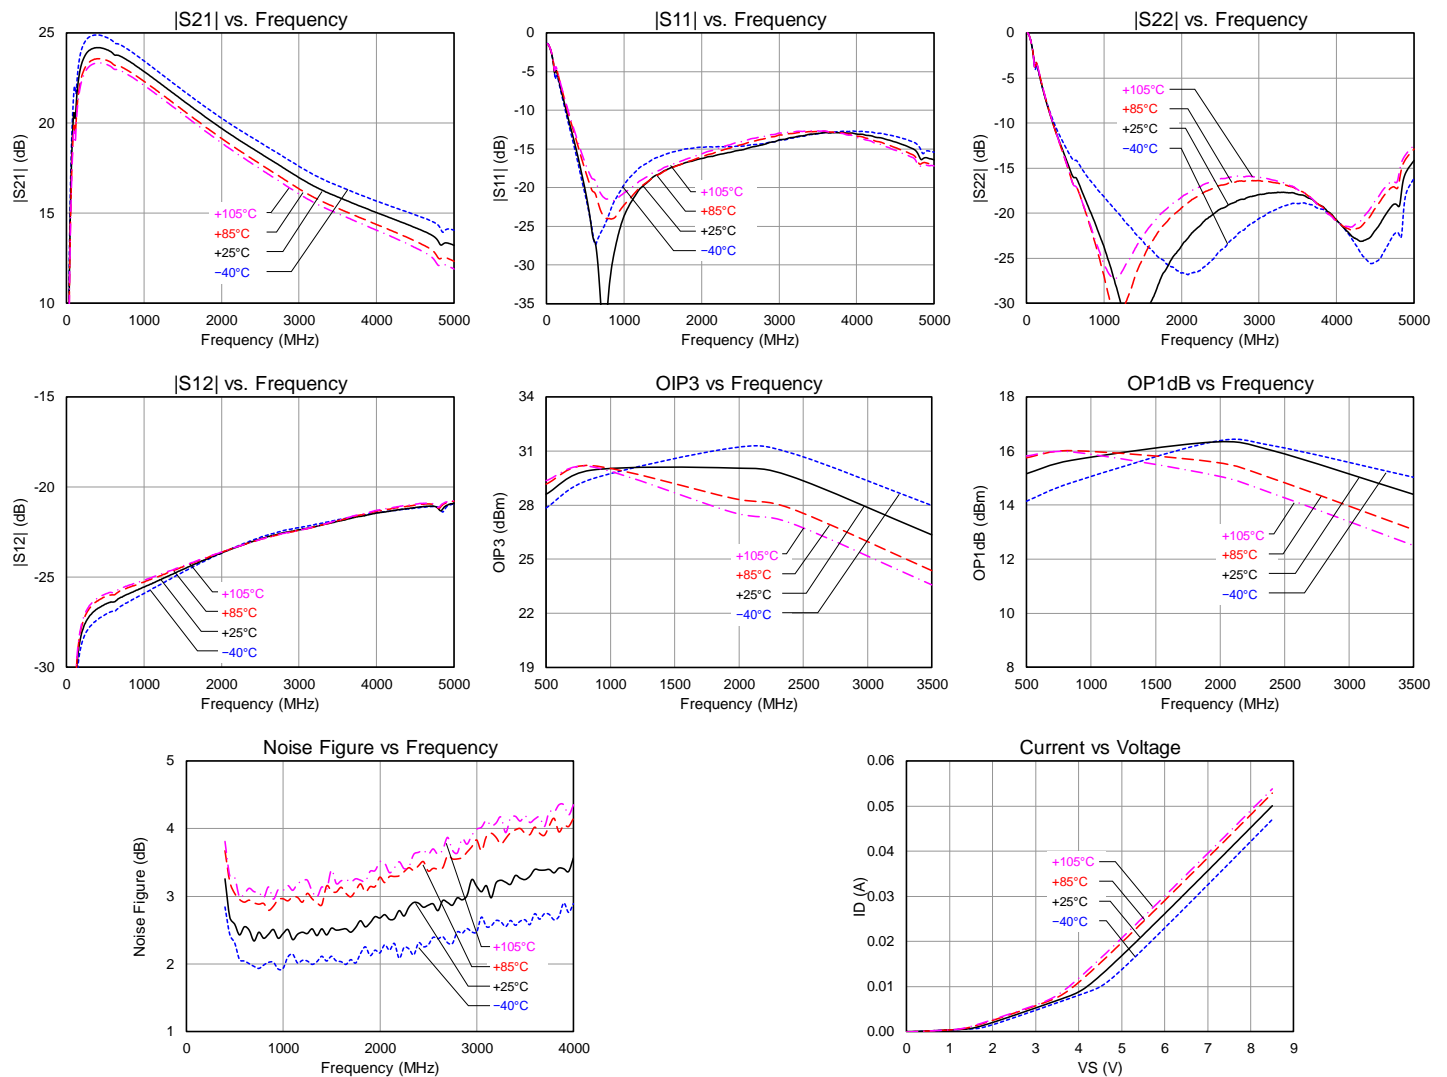 |S21| vs. Frequency
|S21| (dB)
25
20
15
10
+105°C
+85°C
+25°C
−40°C
0 1000 2000 3000 4000 5000
Frequency (MHz)
|S11| vs. Frequency
|S11| (dB)
0
-5
-10
-15
-20
-25
-30
-35
+105°C
+85°C
+25°C
−40°C
0 1000 2000 3000 4000 5000
Frequency (MHz)
|S22| vs. Frequency
|S22| (dB)
0
-5
-10
-15
-20
-25
-30
+105°C
+85°C
+25°C
−40°C
0 1000 2000 3000 4000 5000
Frequency (MHz)
|S12| vs. Frequency
|S12| (dB)
-15
-20
-25
-30
+105°C
+85°C
+25°C
−40°C
0 1000 2000 3000 4000 5000
Frequency (MHz)
OIP3 vs Frequency
OIP3 (dBm)
34
31
28
25
22
19
+105°C
+85°C
+25°C
−40°C
500 1000 1500 2000 2500 3000 3500
Frequency (MHz)
OP1dB vs Frequency
OP1dB (dBm)
18
16
14
12
10
8
+105°C
+85°C
+25°C
−40°C
500 1000 1500 2000 2500 3000 3500
Frequency (MHz)
Noise Figure vs Frequency
Noise Figure (dB)
5
4
3
2
1
+105°C
+85°C
+25°C
−40°C
0 1000 2000 3000 4000
Frequency (MHz)
Current vs Voltage
ID (A)
0.06
0.05
0.04
0.03
0.02
0.01
0.00
+105°C
+85°C
+25°C
−40°C
0 1 2 3 4 5 6 7 8 9
VS (V)